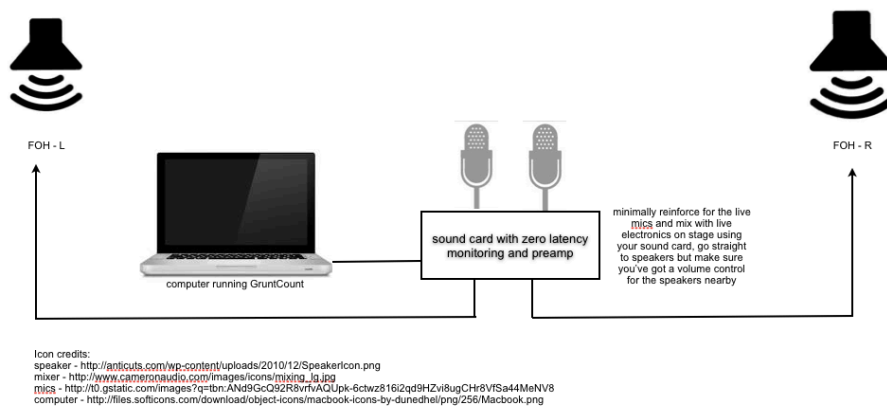 FOH - L
FOH - R
computer running GruntCount
sound card with zero latency
monitoring and preamp
minimally reinforce for the live
mics and mix with live
electronics on stage using
your sound card, go straight
to speakers but make sure
you've got a volume control
for the speakers nearby
Icon credits:
speaker - http://anticuts.com/wp-content/uploads/2010/12/SpeakerIcon.png
mixer - http://www.cameronaudio.com/images/icons/mixing_lg.jpg
mics - http://t0.gstatic.com/images?q=tbn:ANd9GcQ92R8vrfvAQUpk-6ctwz816i2qd9HZvi8ugCHr8VfSa44MeNV8
computer - http://files.softicons.com/download/object-icons/macbook-icons-by-dunedhel/png/256/Macbook.png